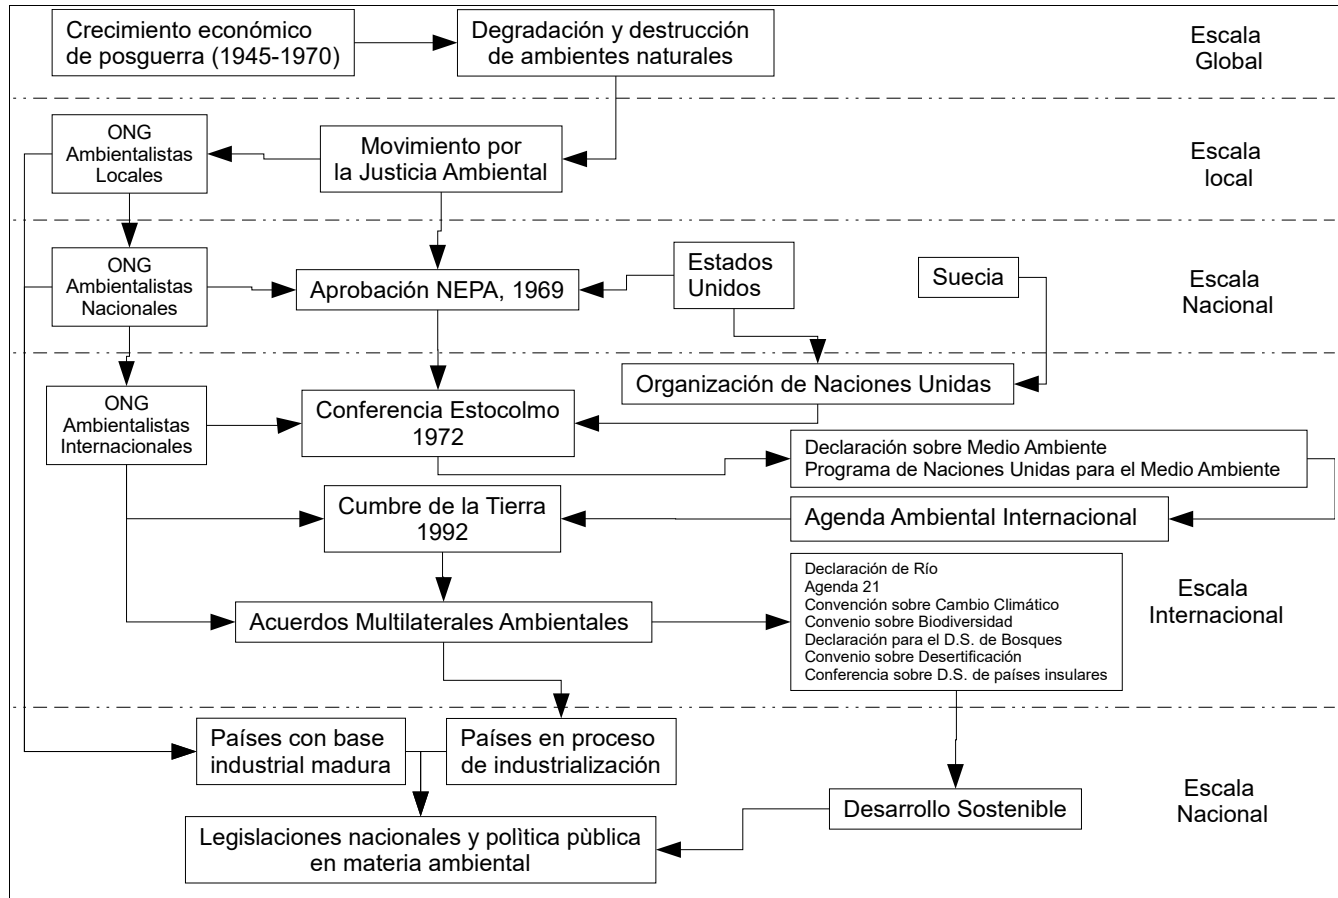 Crecimiento económico
de posguerra (1945-1970)
Degradación y destrucción
de ambientes naturales
Escala
Global
ONG
Ambientalistas
Locales
Movimiento por
la Justicia Ambiental
Escala
local
ONG
Ambientalistas
Nacionales
Aprobación NEPA, 1969
Estados
Unidos
Suecia
Escala
Nacional
Organización de Naciones Unidas
ONG
Ambientalistas
Internacionales
Conferencia Estocolmo
1972
Declaración sobre Medio Ambiente
Programa de Naciones Unidas para el Medio Ambiente
Cumbre de la Tierra
1992
Agenda Ambiental Internacional
Declaración de Río
Agenda 21
Convención sobre Cambio Climático
Convenio sobre Biodiversidad
Declaración para el D.S. de Bosques
Convenio sobre Desertificación
Conferencia sobre D.S. de países insulares
Escala
Internacional
Acuerdos Multilaterales Ambientales
Países con base
industrial madura
Países en proceso
de industrialización
Desarrollo Sostenible
Escala
Nacional
Legislaciones nacionales y polìtica pùblica
en materia ambiental